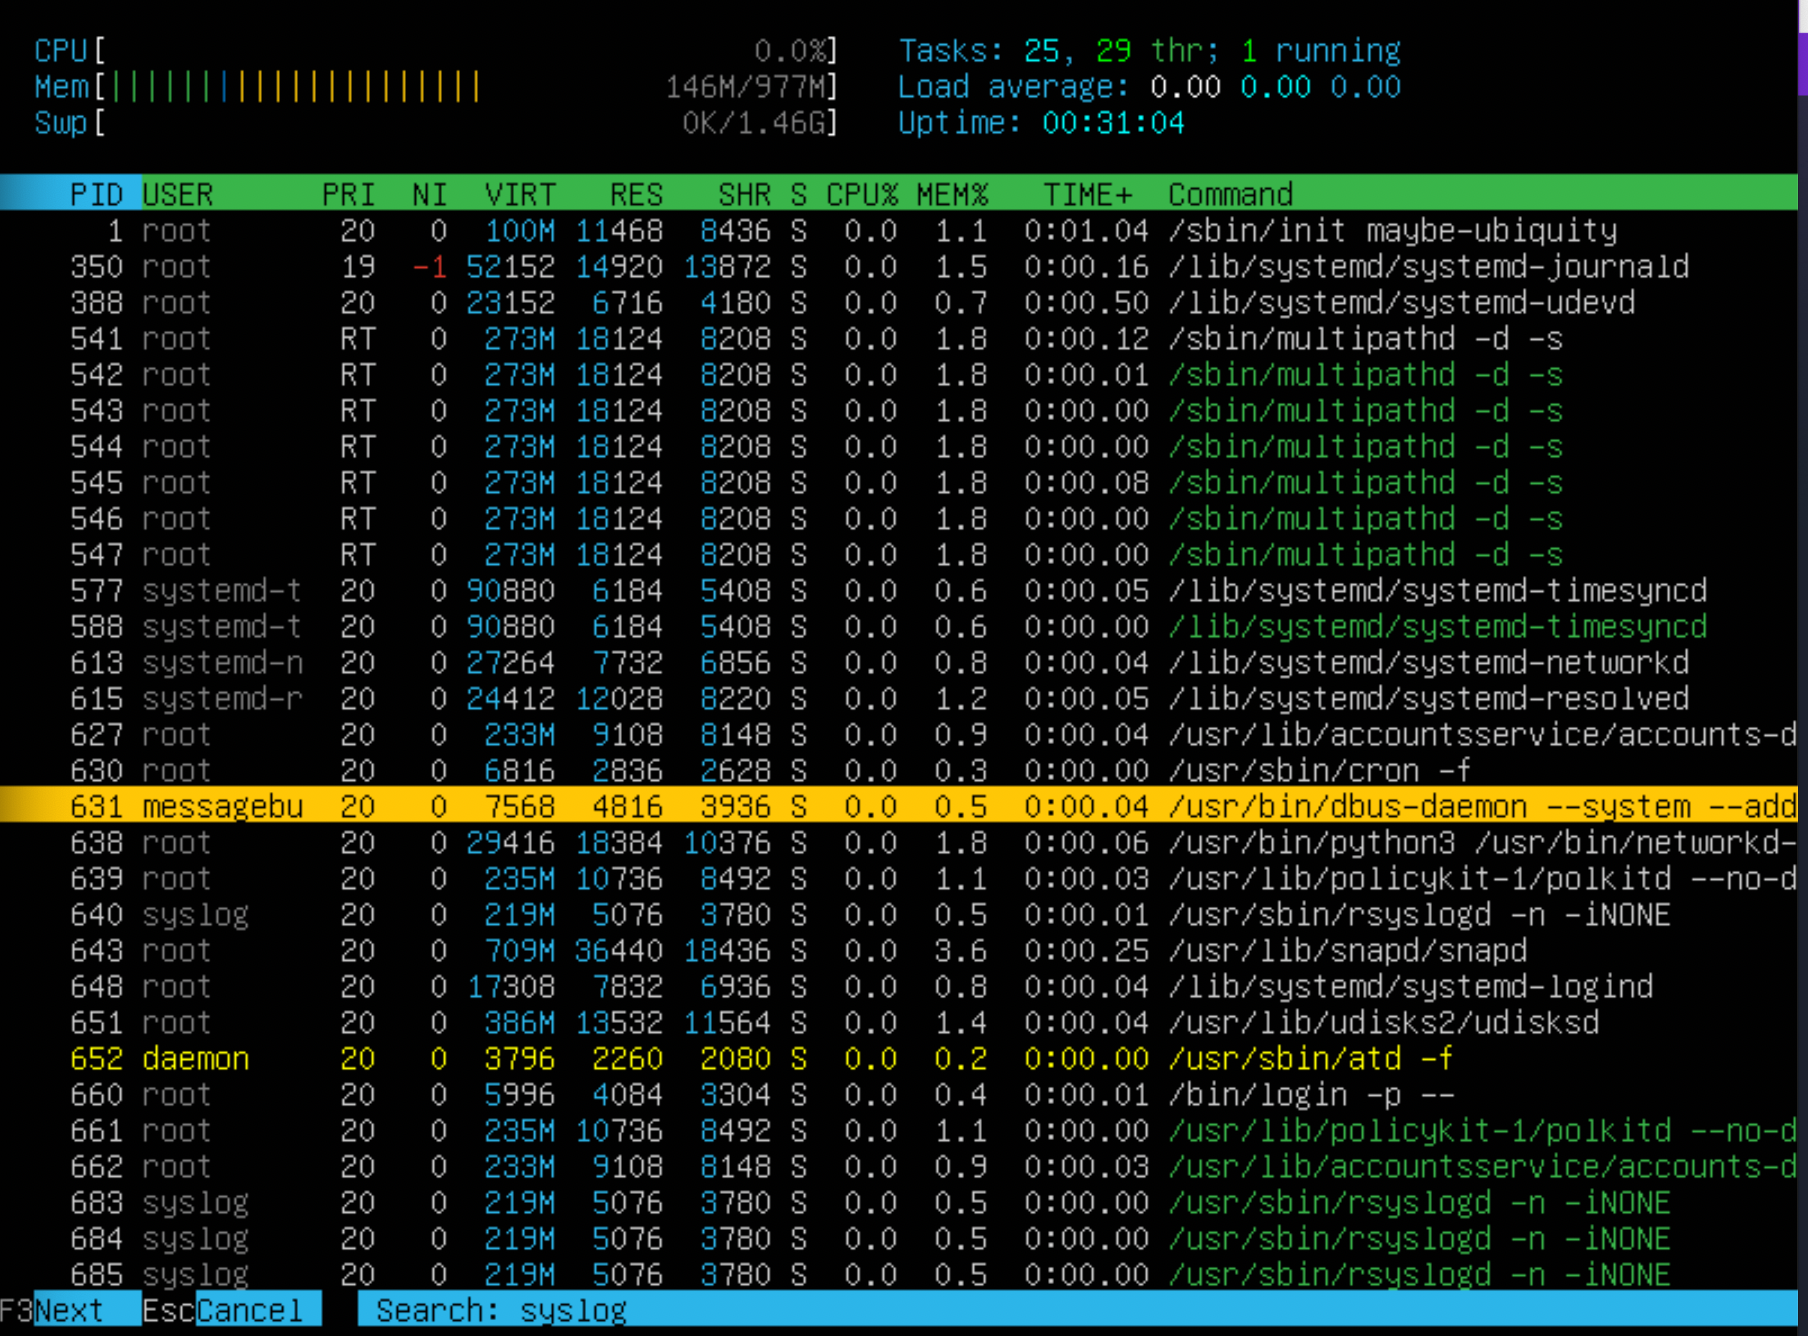 CPU[ 0.0%] Tasks: 25, 29 thr; 1 running
Mem[||||||||||||||||||||| 146M/977M] Load average: 0.00 0.00 0.00
Swp[ 0K/1.46G] Uptime: 00:31:04
PID USER PRI NI VIRT RES SHR S CPU% MEM% TIME+ Command
1 root 20 0 100M 11468 8436 S 0.0 1.1 0:01.04 /sbin/init maybe-ubiquity
350 root 19 -1 52152 14920 13872 S 0.0 1.5 0:00.16 /lib/systemd/systemd-journald
388 root 20 0 23152 6716 4180 S 0.0 0.7 0:00.50 /lib/systemd/systemd-udevd
541 root RT 0 273M 18124 8208 S 0.0 1.8 0:00.12 /sbin/multipathd -d -s
542 root RT 0 273M 18124 8208 S 0.0 1.8 0:00.01 /sbin/multipathd -d -s
543 root RT 0 273M 18124 8208 S 0.0 1.8 0:00.00 /sbin/multipathd -d -s
544 root RT 0 273M 18124 8208 S 0.0 1.8 0:00.00 /sbin/multipathd -d -s
545 root RT 0 273M 18124 8208 S 0.0 1.8 0:00.08 /sbin/multipathd -d -s
546 root RT 0 273M 18124 8208 S 0.0 1.8 0:00.00 /sbin/multipathd -d -s
547 root RT 0 273M 18124 8208 S 0.0 1.8 0:00.00 /sbin/multipathd -d -s
577 systemd-t 20 0 90880 6184 5408 S 0.0 0.6 0:00.05 /lib/systemd/systemd-timesyncd
588 systemd-t 20 0 90880 6184 5408 S 0.0 0.6 0:00.00 /lib/systemd/systemd-timesyncd
613 systemd-n 20 0 27264 7732 6856 S 0.0 0.8 0:00.04 /lib/systemd/systemd-networkd
615 systemd-r 20 0 24412 12028 8220 S 0.0 1.2 0:00.05 /lib/systemd/systemd-resolved
627 root 20 0 233M 9108 8148 S 0.0 0.9 0:00.04 /usr/lib/accountsservice/accounts-d
630 root 20 0 6816 2836 2628 S 0.0 0.3 0:00.00 /usr/sbin/cron -f
631 messagebu 20 0 7568 4816 3936 S 0.0 0.5 0:00.04 /usr/bin/dbus-daemon --system --add
638 root 20 0 29416 18384 10376 S 0.0 1.8 0:00.06 /usr/bin/python3 /usr/bin/networkd-
639 root 20 0 235M 10736 8492 S 0.0 1.1 0:00.03 /usr/lib/policykit-1/polkitd --no-d
640 syslog 20 0 219M 5076 3780 S 0.0 0.5 0:00.01 /usr/sbin/rsyslogd -n -iNONE
643 root 20 0 709M 36440 18436 S 0.0 3.6 0:00.25 /usr/lib/snapd/snapd
648 root 20 0 17308 7832 6936 S 0.0 0.8 0:00.04 /lib/systemd/systemd-logind
651 root 20 0 386M 13532 11564 S 0.0 1.4 0:00.04 /usr/lib/udisks2/udisksd
652 daemon 20 0 3796 2260 2080 S 0.0 0.2 0:00.00 /usr/sbin/atd -f
660 root 20 0 5996 4084 3304 S 0.0 0.4 0:00.01 /bin/login -p --
661 root 20 0 235M 10736 8492 S 0.0 1.1 0:00.00 /usr/lib/policykit-1/polkitd --no-d
662 root 20 0 233M 9108 8148 S 0.0 0.9 0:00.03 /usr/lib/accountsservice/accounts-d
683 syslog 20 0 219M 5076 3780 S 0.0 0.5 0:00.00 /usr/sbin/rsyslogd -n -iNONE
684 syslog 20 0 219M 5076 3780 S 0.0 0.5 0:00.00 /usr/sbin/rsyslogd -n -iNONE
685 syslog 20 0 219M 5076 3780 S 0.0 0.5 0:00.00 /usr/sbin/rsyslogd -n -iNONE
F3Next EscCancel Search: syslog